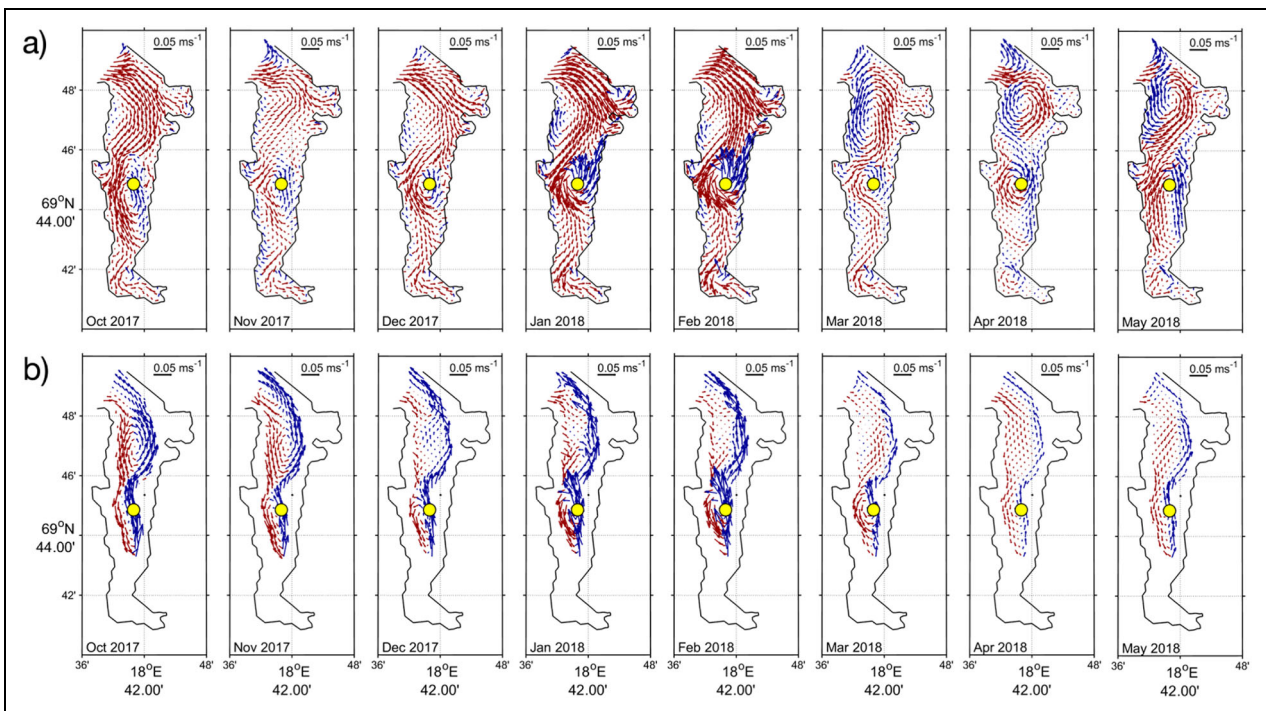 a)
0.05 ms-1 0.05 ms-1 0.05 ms-1 0.05 ms-1 0.05 ms-1 0.05 ms-1 0.05 ms-1 0.05 ms-1
48'
46'
69°N
44.00'
42'
Oct 2017 Nov 2017 Dec 2017 Jan 2018 Feb 2018 Mar 2018 Apr 2018 May 2018
b)
0.05 ms-1 0.05 ms-1 0.05 ms-1 0.05 ms-1 0.05 ms-1 0.05 ms-1 0.05 ms-1 0.05 ms-1
48'
46'
69°N
44.00'
42'
Oct 2017 Nov 2017 Dec 2017 Jan 2018 Feb 2018 Mar 2018 Apr 2018 May 2018
36' 48' 36' 48' 36' 48' 36' 48' 36' 48' 36' 48' 36' 48' 36' 48'
18°E 18°E 18°E 18°E 18°E 18°E 18°E 18°E
42.00' 42.00' 42.00' 42.00' 42.00' 42.00' 42.00' 42.00'